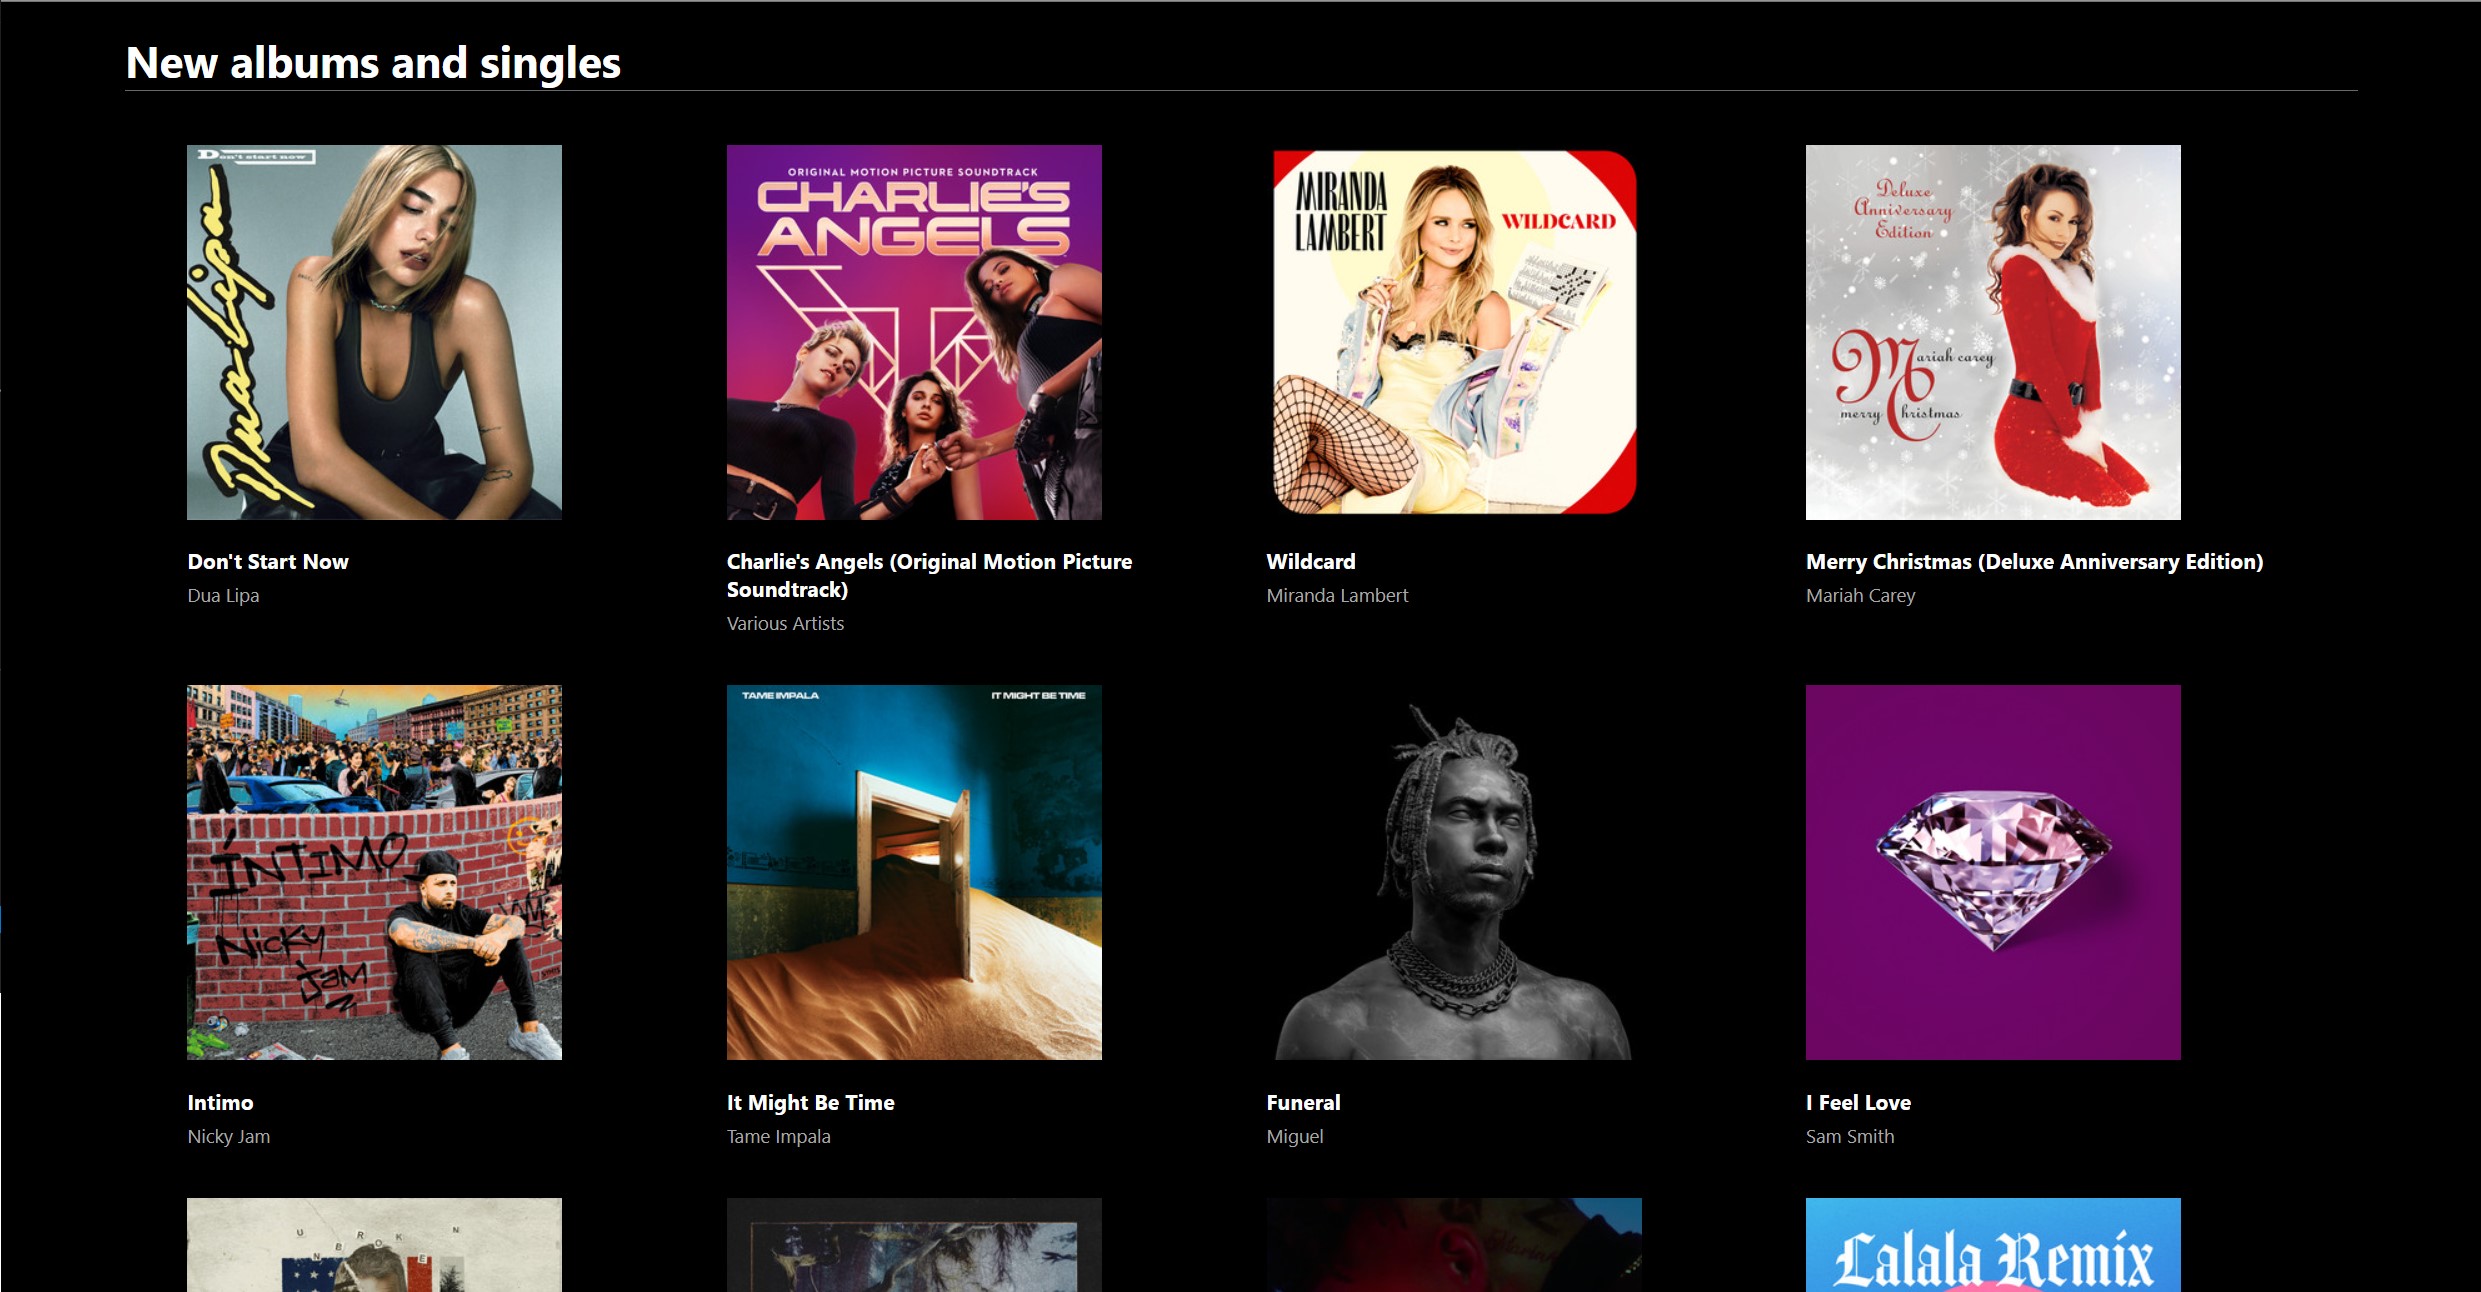 New albums and singles
Don't start now
Dua Lipa
ORIGINAL MOTION PICTURE SOUNDTRACK
CHARLIE'S
ANGELS
MIRANDA
LAMBERT
WILDCARD
Deluxe
Anniversary
Edition
Mariah carey
merry Christmas
Don't Start Now
Dua Lipa
Charlie's Angels (Original Motion Picture
Soundtrack)
Various Artists
Wildcard
Miranda Lambert
Merry Christmas (Deluxe Anniversary Edition)
Mariah Carey
ÍNTIMO
Nicky
Jam
TAME IMPALA
IT MIGHT BE TIME
Intimo
Nicky Jam
It Might Be Time
Tame Impala
Funeral
Miguel
I Feel Love
Sam Smith
UNBROKEN
Lalala Remix